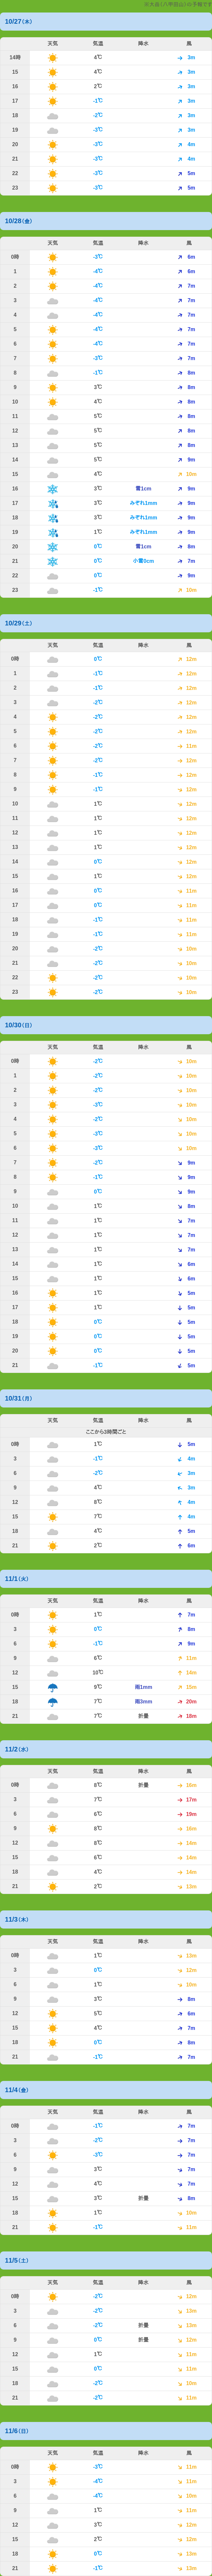 10/27(木)
天気 気温 降水 風
14時 4℃ 3m
15 4℃ 3m
16 2℃ 3m
17 -1℃ 3m
18 -2℃ 3m
19 -3℃ 3m
20 -3℃ 4m
21 -3℃ 4m
22 -3℃ 5m
23 -3℃ 5m
10/28(金)
天気 気温 降水 風
0時 -3℃ 6m
1 -4℃ 6m
2 -4℃ 7m
3 -4℃ 7m
4 -4℃ 7m
5 -4℃ 7m
6 -4℃ 7m
7 -3℃ 7m
8 -1℃ 8m
9 3℃ 8m
10 4℃ 8m
11 5℃ 8m
12 5℃ 8m
13 5℃ 8m
14 5℃ 9m
15 4℃ 10m
16 3℃ 雪1cm 9m
17 3℃ みぞれ1mm 9m
18 3℃ みぞれ1mm 9m
19 1℃ みぞれ1mm 9m
20 0℃ 雪1cm 8m
21 0℃ 小雪0cm 7m
22 0℃ 9m
23 -1℃ 10m
10/29(土)
天気 気温 降水 風
0時 0℃ 12m
1 -1℃ 12m
2 -1℃ 12m
3 -2℃ 12m
4 -2℃ 12m
5 -2℃ 12m
6 -2℃ 11m
7 -2℃ 12m
8 -1℃ 12m
9 -1℃ 12m
10 1℃ 12m
11 1℃ 12m
12 1℃ 12m
13 1℃ 12m
14 0℃ 12m
15 1℃ 12m
16 0℃ 11m
17 0℃ 11m
18 -1℃ 11m
19 -1℃ 11m
20 -2℃ 10m
21 -2℃ 10m
22 -2℃ 10m
23 -2℃ 10m
10/30(日)
天気 気温 降水 風
0時 -2℃ 10m
1 -2℃ 10m
2 -2℃ 10m
3 -3℃ 10m
4 -2℃ 10m
5 -3℃ 10m
6 -3℃ 10m
7 -2℃ 9m
8 -1℃ 9m
9 0℃ 9m
10 1℃ 8m
11 1℃ 7m
12 1℃ 7m
13 1℃ 7m
14 1℃ 6m
15 1℃ 6m
16 1℃ 5m
17 1℃ 5m
18 0℃ 5m
19 0℃ 5m
20 0℃ 5m
21 -1℃ 5m
10/31(月)
天気 気温 降水 風
ここから3時間ごと
0時 1℃ 5m
3 -1℃ 4m
6 -2℃ 3m
9 4℃ 3m
12 8℃ 4m
15 7℃ 4m
18 4℃ 5m
21 2℃ 6m
11/1(火)
天気 気温 降水 風
0時 1℃ 7m
3 0℃ 8m
6 -1℃ 9m
9 6℃ 11m
12 10℃ 14m
15 9℃ 雨1mm 15m
18 7℃ 雨3mm 20m
21 7℃ 折畳 18m
11/2(水)
天気 気温 降水 風
0時 8℃ 折畳 16m
3 7℃ 17m
6 6℃ 19m
9 8℃ 16m
12 8℃ 14m
15 6℃ 14m
18 4℃ 14m
21 2℃ 13m
11/3(木)
天気 気温 降水 風
0時 1℃ 13m
3 0℃ 12m
6 1℃ 10m
9 3℃ 8m
12 5℃ 6m
15 4℃ 7m
18 0℃ 8m
21 -1℃ 7m
11/4(金)
天気 気温 降水 風
0時 -1℃ 7m
3 -2℃ 7m
6 -3℃ 7m
9 3℃ 7m
12 4℃ 7m
15 3℃ 折畳 8m
18 1℃ 10m
21 -1℃ 11m
11/5(土)
天気 気温 降水 風
0時 -2℃ 12m
3 -2℃ 13m
6 -2℃ 折畳 13m
9 0℃ 折畳 12m
12 1℃ 11m
15 0℃ 11m
18 -2℃ 10m
21 -2℃ 11m
11/6(日)
天気 気温 降水 風
0時 -3℃ 11m
3 -4℃ 11m
6 -4℃ 10m
9 1℃ 11m
12 3℃ 12m
15 2℃ 12m
18 0℃ 13m
21 -1℃ 13m